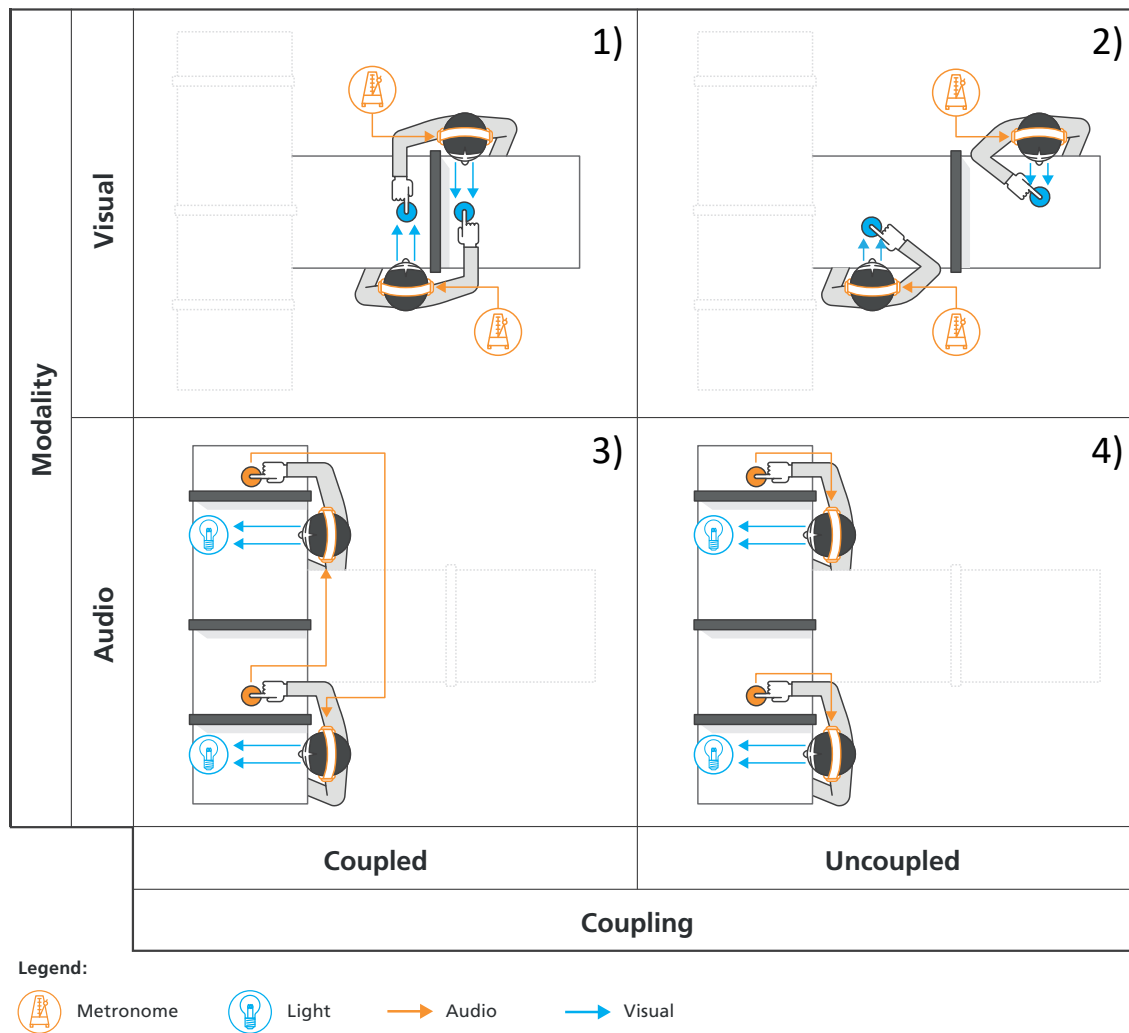 1)
2)
Visual
Modality
3)
4)
Audio
Coupled
Uncoupled
Coupling
Legend:
Metronome
Light
Audio
Visual